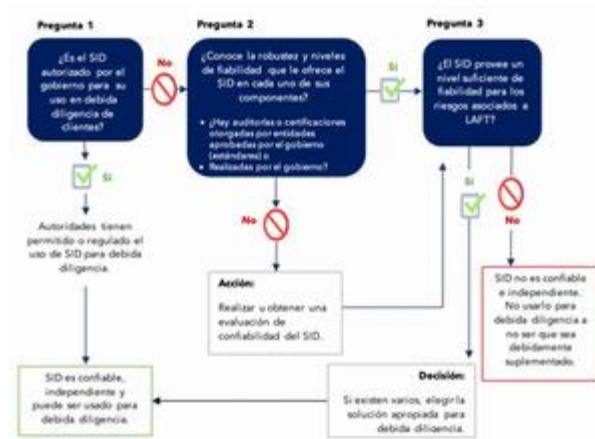 Pregunta 1
¿Es el SID
autorizado por el
gobierno para su
uso en debida
diligencia de
clientes?
No
Si
Autoridades tienen
permitido o regulado el
uso de SID para debida
diligencia.
SID es confiable,
independiente y
puede ser usado para
debida diligencia.
Pregunta 2
¿Conoce la robustez y niveles
de fiabilidad que le ofrece el
SID en cada uno de sus
componentes?
• ¿Hay auditorías o certificaciones
otorgadas por entidades
aprobadas por el gobierno
(estándares) o
• Realizadas por el gobierno?
Si
No
Acción:
Realizar u obtener una
evaluación de
confiabilidad del SID.
Pregunta 3
¿El SID provee un
nivel suficiente de
fiabilidad para los
riesgos asociados a
LAFT?
Si
No
SID no es confiable
e independiente.
No usarlo para
debida diligencia a
no ser que sea
debidamente
suplementado.
Decisión:
Si existen varios, elegir la
solución apropiada para
debida diligencia.